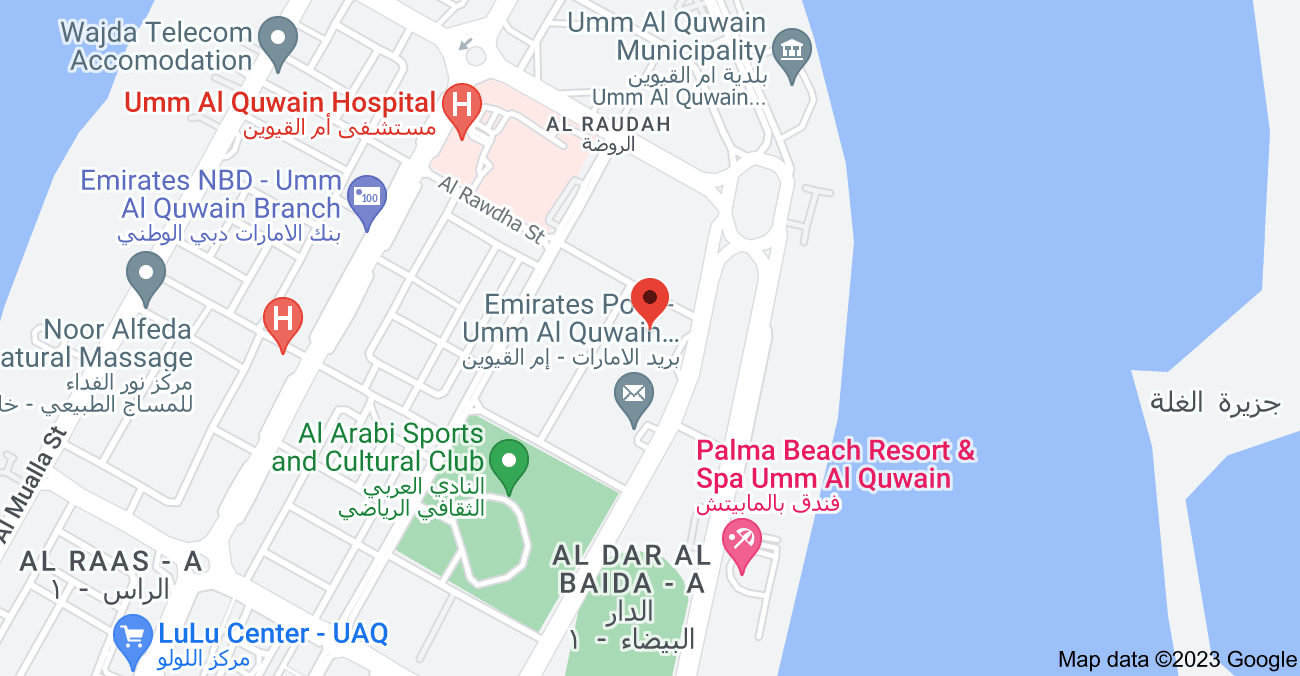 Wajda Telecom
Accomodation
Umm Al Quwain
Municipality
بلدية ام القيوين
Umm Al Quwain...
Umm Al Quwain Hospital
مستشفى أم القيوين
H
AL RAUDAH
الروضة
Al Rawdha St
Emirates NBD - Umm
Al Quwain Branch
بنك الامارات دبي الوطني
100
H
Emirates Po -
Umm Al Quwain...
بريد الامارات - إم القيوين
Noor Alfeda
atural Massage
مركز نور الفداء
للمساج الطبيعي - خا
جزيرة الغلة
Al Mualla St
Al Arabi Sports
and Cultural Club
النادي العربي
الثقافي الرياضي
Palma Beach Resort &
Spa Umm Al Quwain
فندق بالمابيتش
AL RAAS - A
الراس - ١
AL DAR AL
BAIDA - A
الدار
البيضاء - ١
LuLu Center - UAQ
مركز اللولو
Map data ©2023 Google